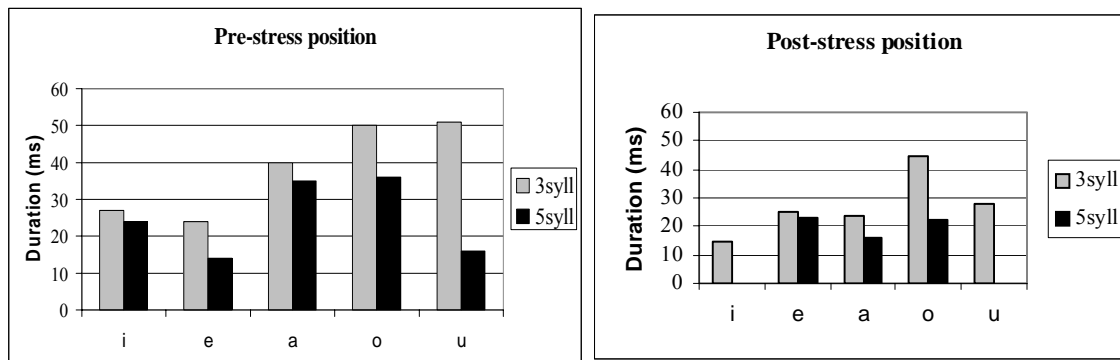 Pre-stress position
60
50
40
30
20
10
0
Duration (ms)
i e a o u
3syll
5syll
Post-stress position
60
50
40
30
20
10
0
Duration (ms)
i e a o u
3syll
5syll